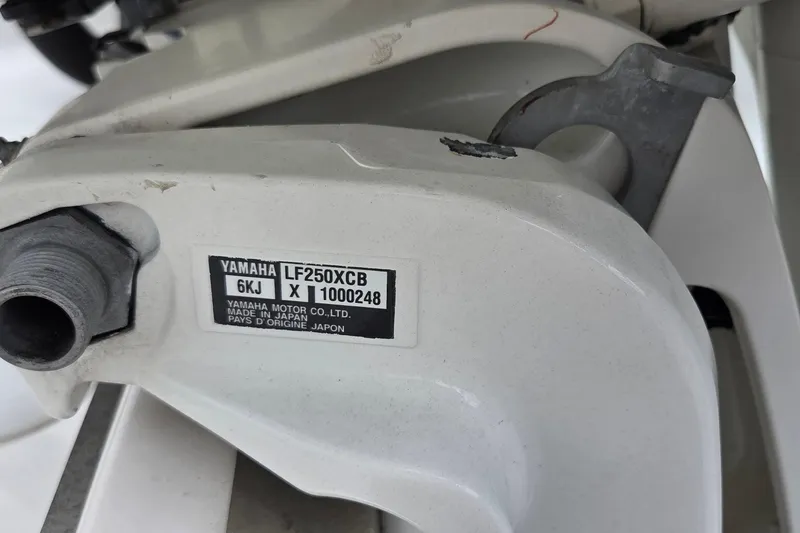 YAMAHA LF250XCB
6KJ X 1000248
YAMAHA MOTOR CO.,LTD.
MADE IN JAPAN
PAYS D'ORIGINE JAPON